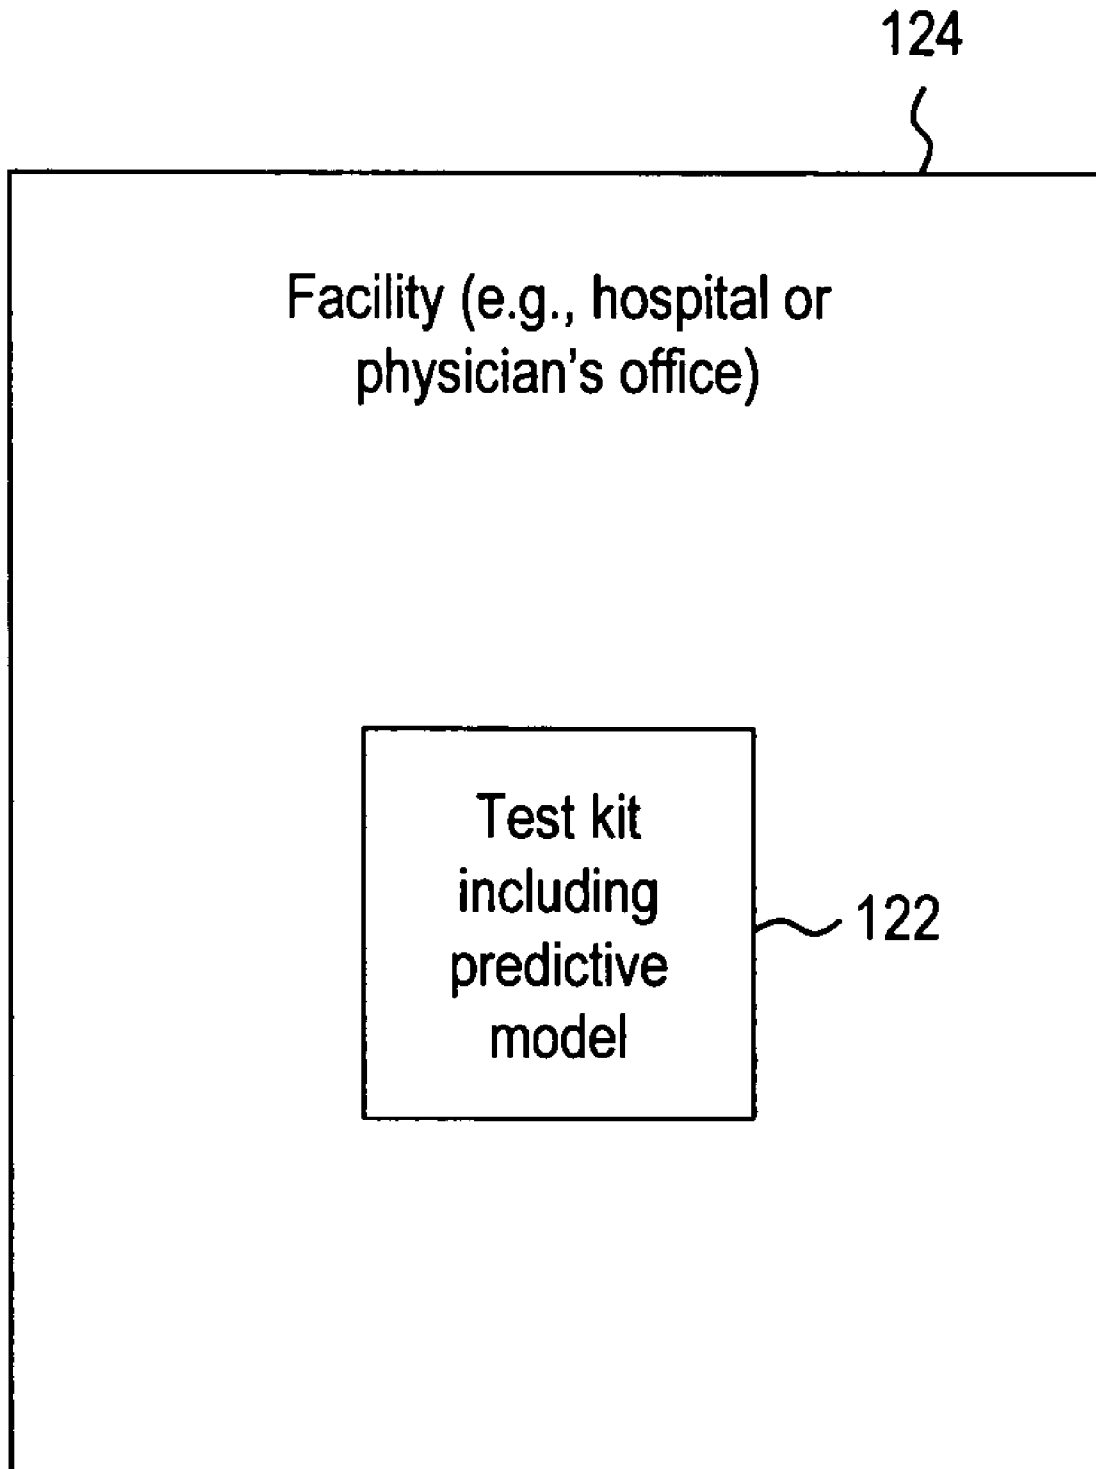 124
Facility (e.g., hospital or
physician's office)
Test kit
including
predictive
model
122